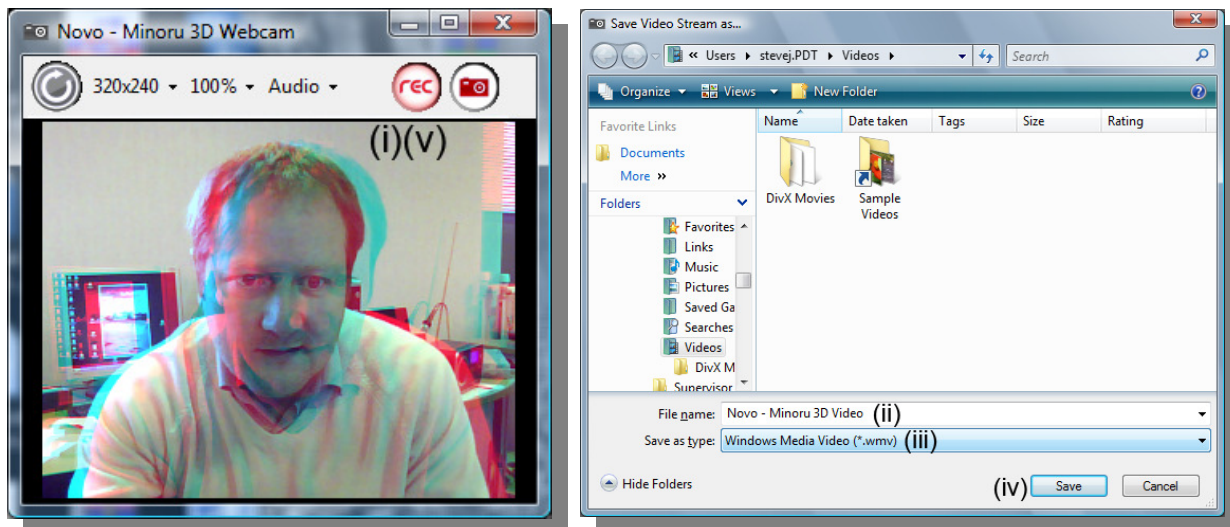 Novo - Minoru 3D Webcam
320x240 100% Audio rec
(i)(v)
Save Video Stream as...
« Users stevej.PDT Videos Search
Organize Views New Folder
Favorite Links
Documents
More »
Folders
Favorites
Links
Music
Pictures
Saved Ga
Searches
Videos
DivX M
Supervisor
Name Date taken Tags Size Rating
DivX Movies
Sample
Videos
File name: Novo - Minoru 3D Video (ii)
Save as type: Windows Media Video (*.wmv) (iii)
Hide Folders (iv) Save Cancel